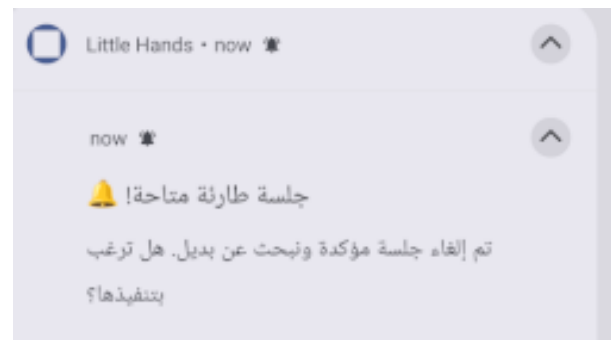 Little Hands • now
now
جلسة طارئة متاحة! 🔔
تم إلغاء جلسة مؤكدة ونبحث عن بديل. هل ترغب
بتنفيذها؟